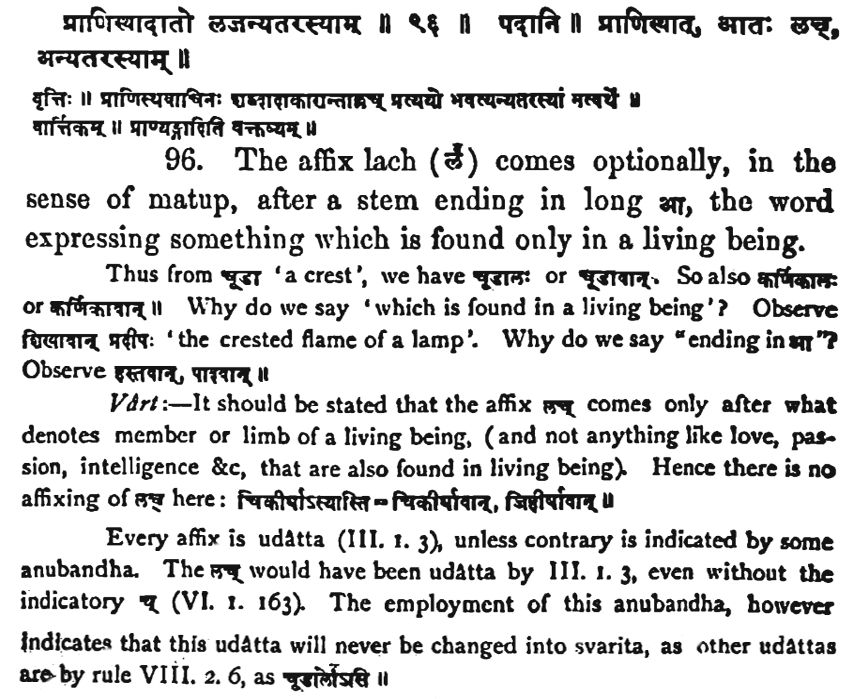 प्राणिस्थादातो लजन्यतरस्याम् ॥ ९६ ॥ पदानि ॥ प्राणिस्थात्, आतः लच्,
अन्यतरस्याम् ॥
वृत्तिः ॥ प्राणिस्थवाचिनः शब्दादाकारान्ताल्लच् प्रत्ययो भवत्यन्यतरस्यां मत्वर्थे ॥
वार्त्तिकम् ॥ प्राण्यङ्गादिति वक्तव्यम् ॥
96. The affix lach (लँ) comes optionally, in the
sense of matup, after a stem ending in long आ, the word
expressing something which is found only in a living being.
Thus from चूडा 'a crest', we have चूडालः or चूडावान्. So also कर्णिकालः
or कर्णिकावान् ॥ Why do we say 'which is found in a living being'? Observe
शिखावान् प्रदीपः 'the crested flame of a lamp'. Why do we say "ending in आ"?
Observe हस्तवान्, पादवान् ॥
Vârt:—It should be stated that the affix लच् comes only after what
denotes member or limb of a living being, (and not anything like love, pas-
sion, intelligence &c, that are also found in living being). Hence there is no
affixing of लच् here: चिकीर्षाऽस्यास्ति = चिकीर्षावान्, जिहीर्षावान् ॥
Every affix is udâtta (III. 1. 3), unless contrary is indicated by some
anubandha. The लच् would have been udâtta by III. 1. 3, even without the
indicatory च् (VI. 1. 163). The employment of this anubandha, however
indicates that this udâtta will never be changed into svarita, as other udâttas
are by rule VIII. 2. 6, as चूडालोऽसि ॥